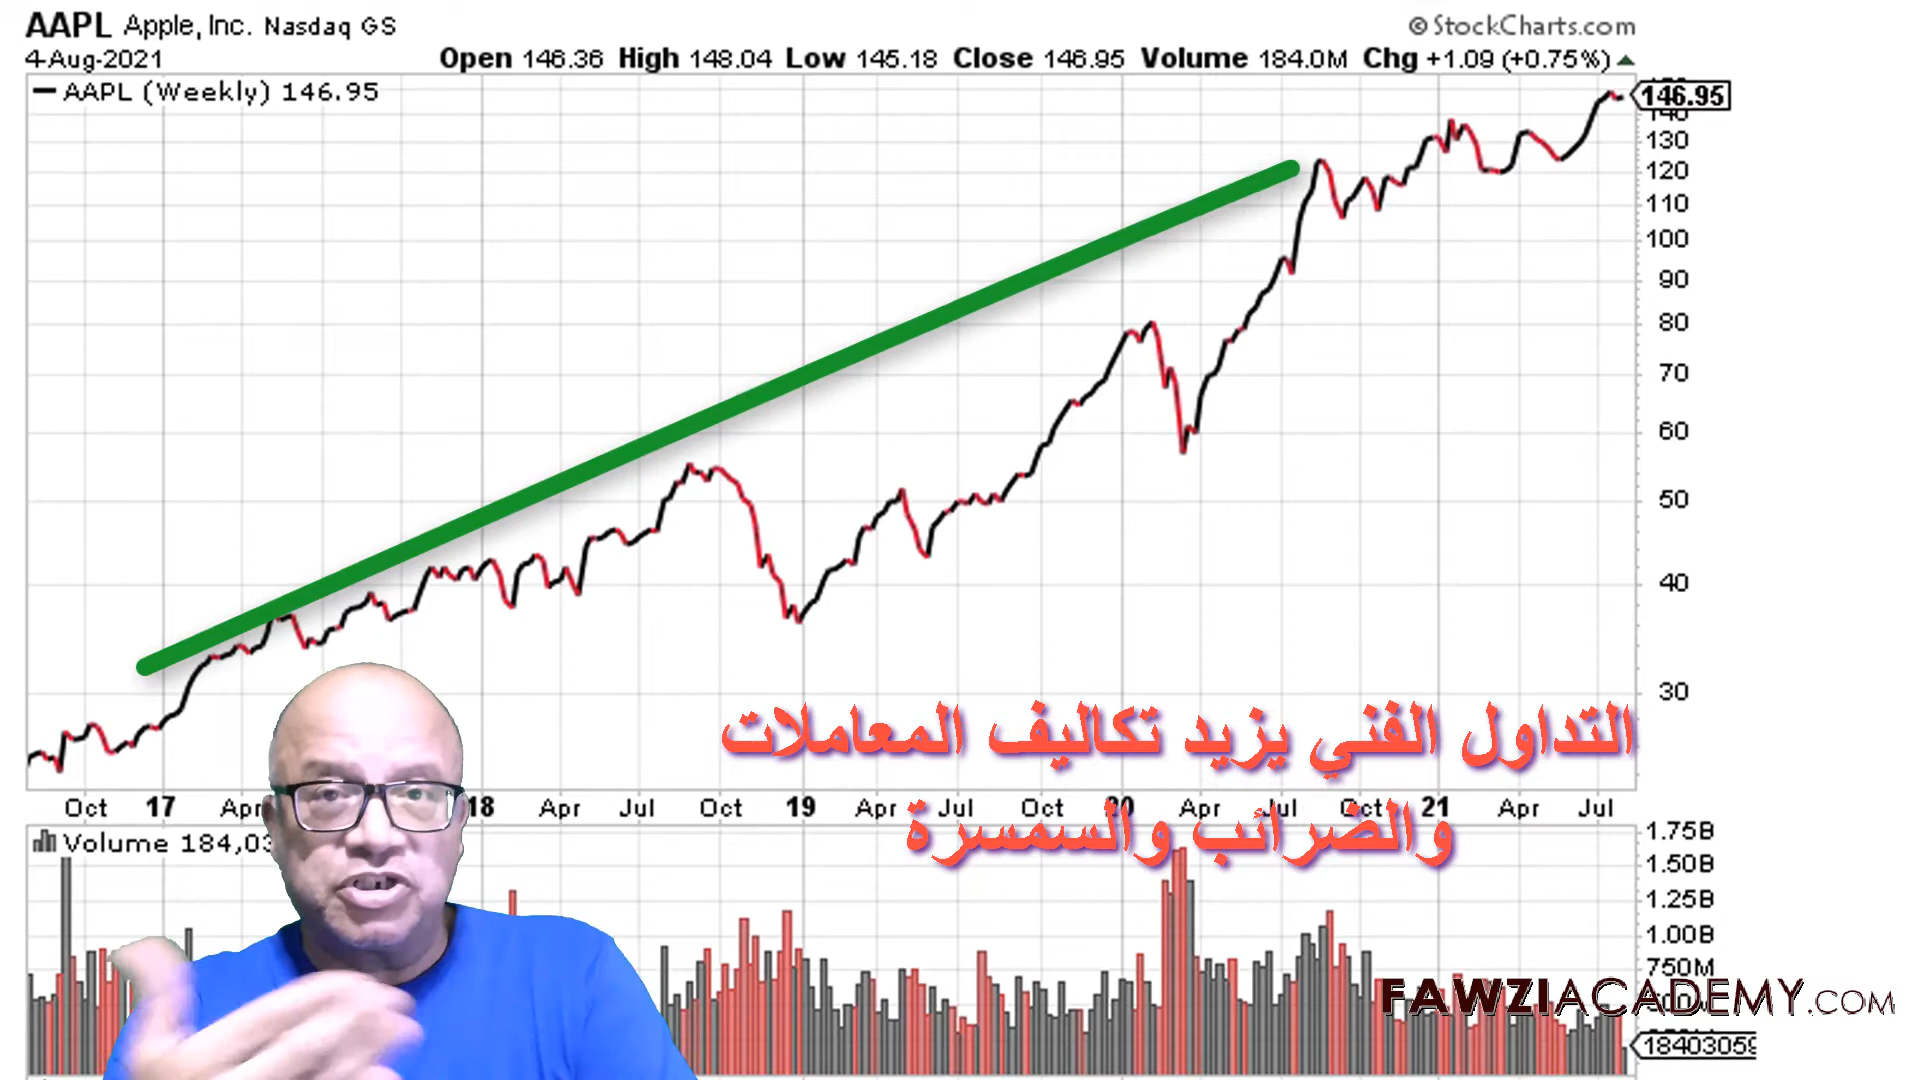 AAPL Apple, Inc. Nasdaq GS © StockCharts.com
4-Aug-2021 Open 146.36 High 148.04 Low 145.18 Close 146.95 Volume 184.0M Chg +1.09 (+0.75%)
AAPL (Weekly) 146.95
146.95
140
130
120
110
100
90
80
70
60
50
40
30
التداول الفني يزيد تكاليف المعاملات
Oct 17 Apr 18 Apr Jul Oct 19 Apr Jul Oct 20 Apr Jul Oct 21 Apr Jul
والضرائب والسمسرة
Volume 184,03
1.75B
1.50B
1.25B
1.00B
750M
FAWZIACADEMY.COM
18403059